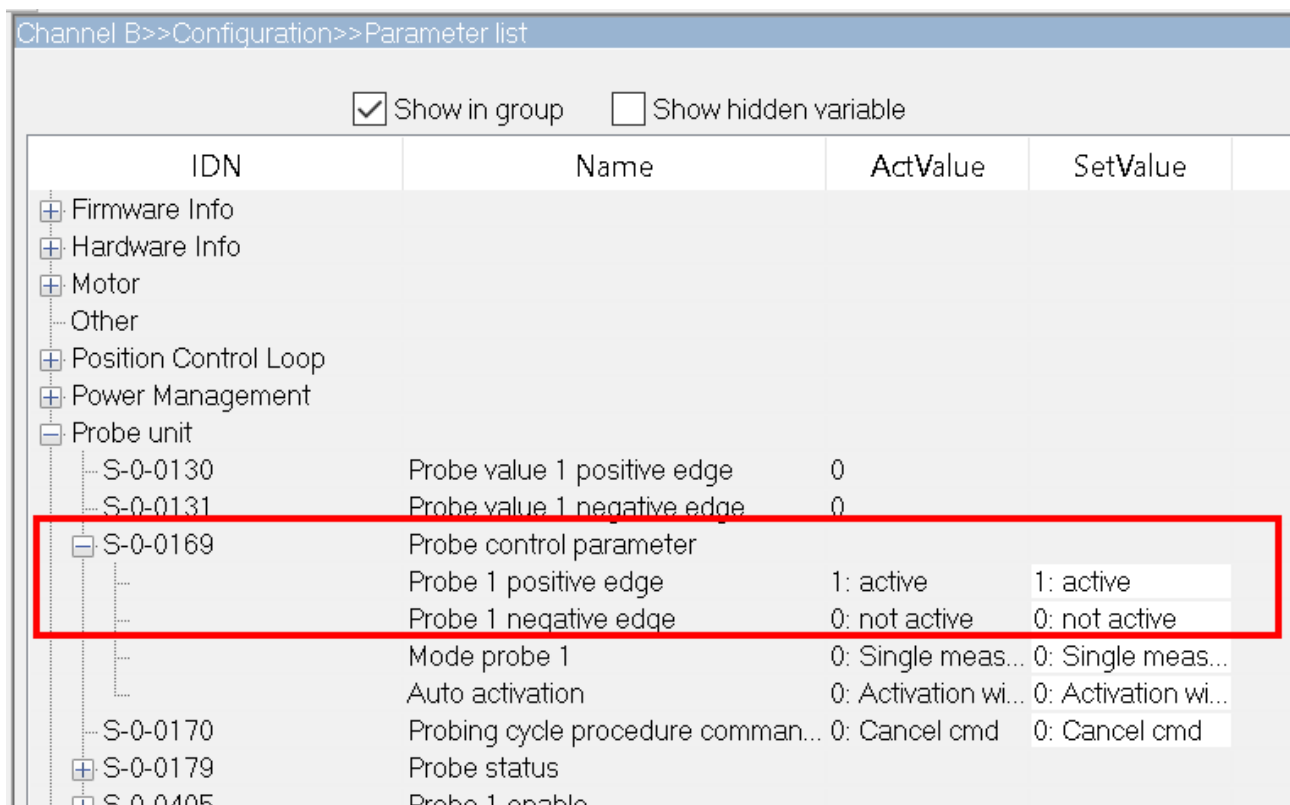 Channel B>>Configuration>>Parameter list
Show in group Show hidden variable
IDN Name ActValue SetValue
Firmware Info
Hardware Info
Motor
Other
Position Control Loop
Power Management
Probe unit
S-0-0130 Probe value 1 positive edge 0
S-0-0131 Probe value 1 negative edge 0
S-0-0169 Probe control parameter
Probe 1 positive edge 1: active 1: active
Probe 1 negative edge 0: not active 0: not active
Mode probe 1 0: Single meas... 0: Single meas...
Auto activation 0: Activation wi... 0: Activation wi...
S-0-0170 Probing cycle procedure comman... 0: Cancel cmd 0: Cancel cmd
S-0-0179 Probe status
S-0-0405 Probe 1 enable